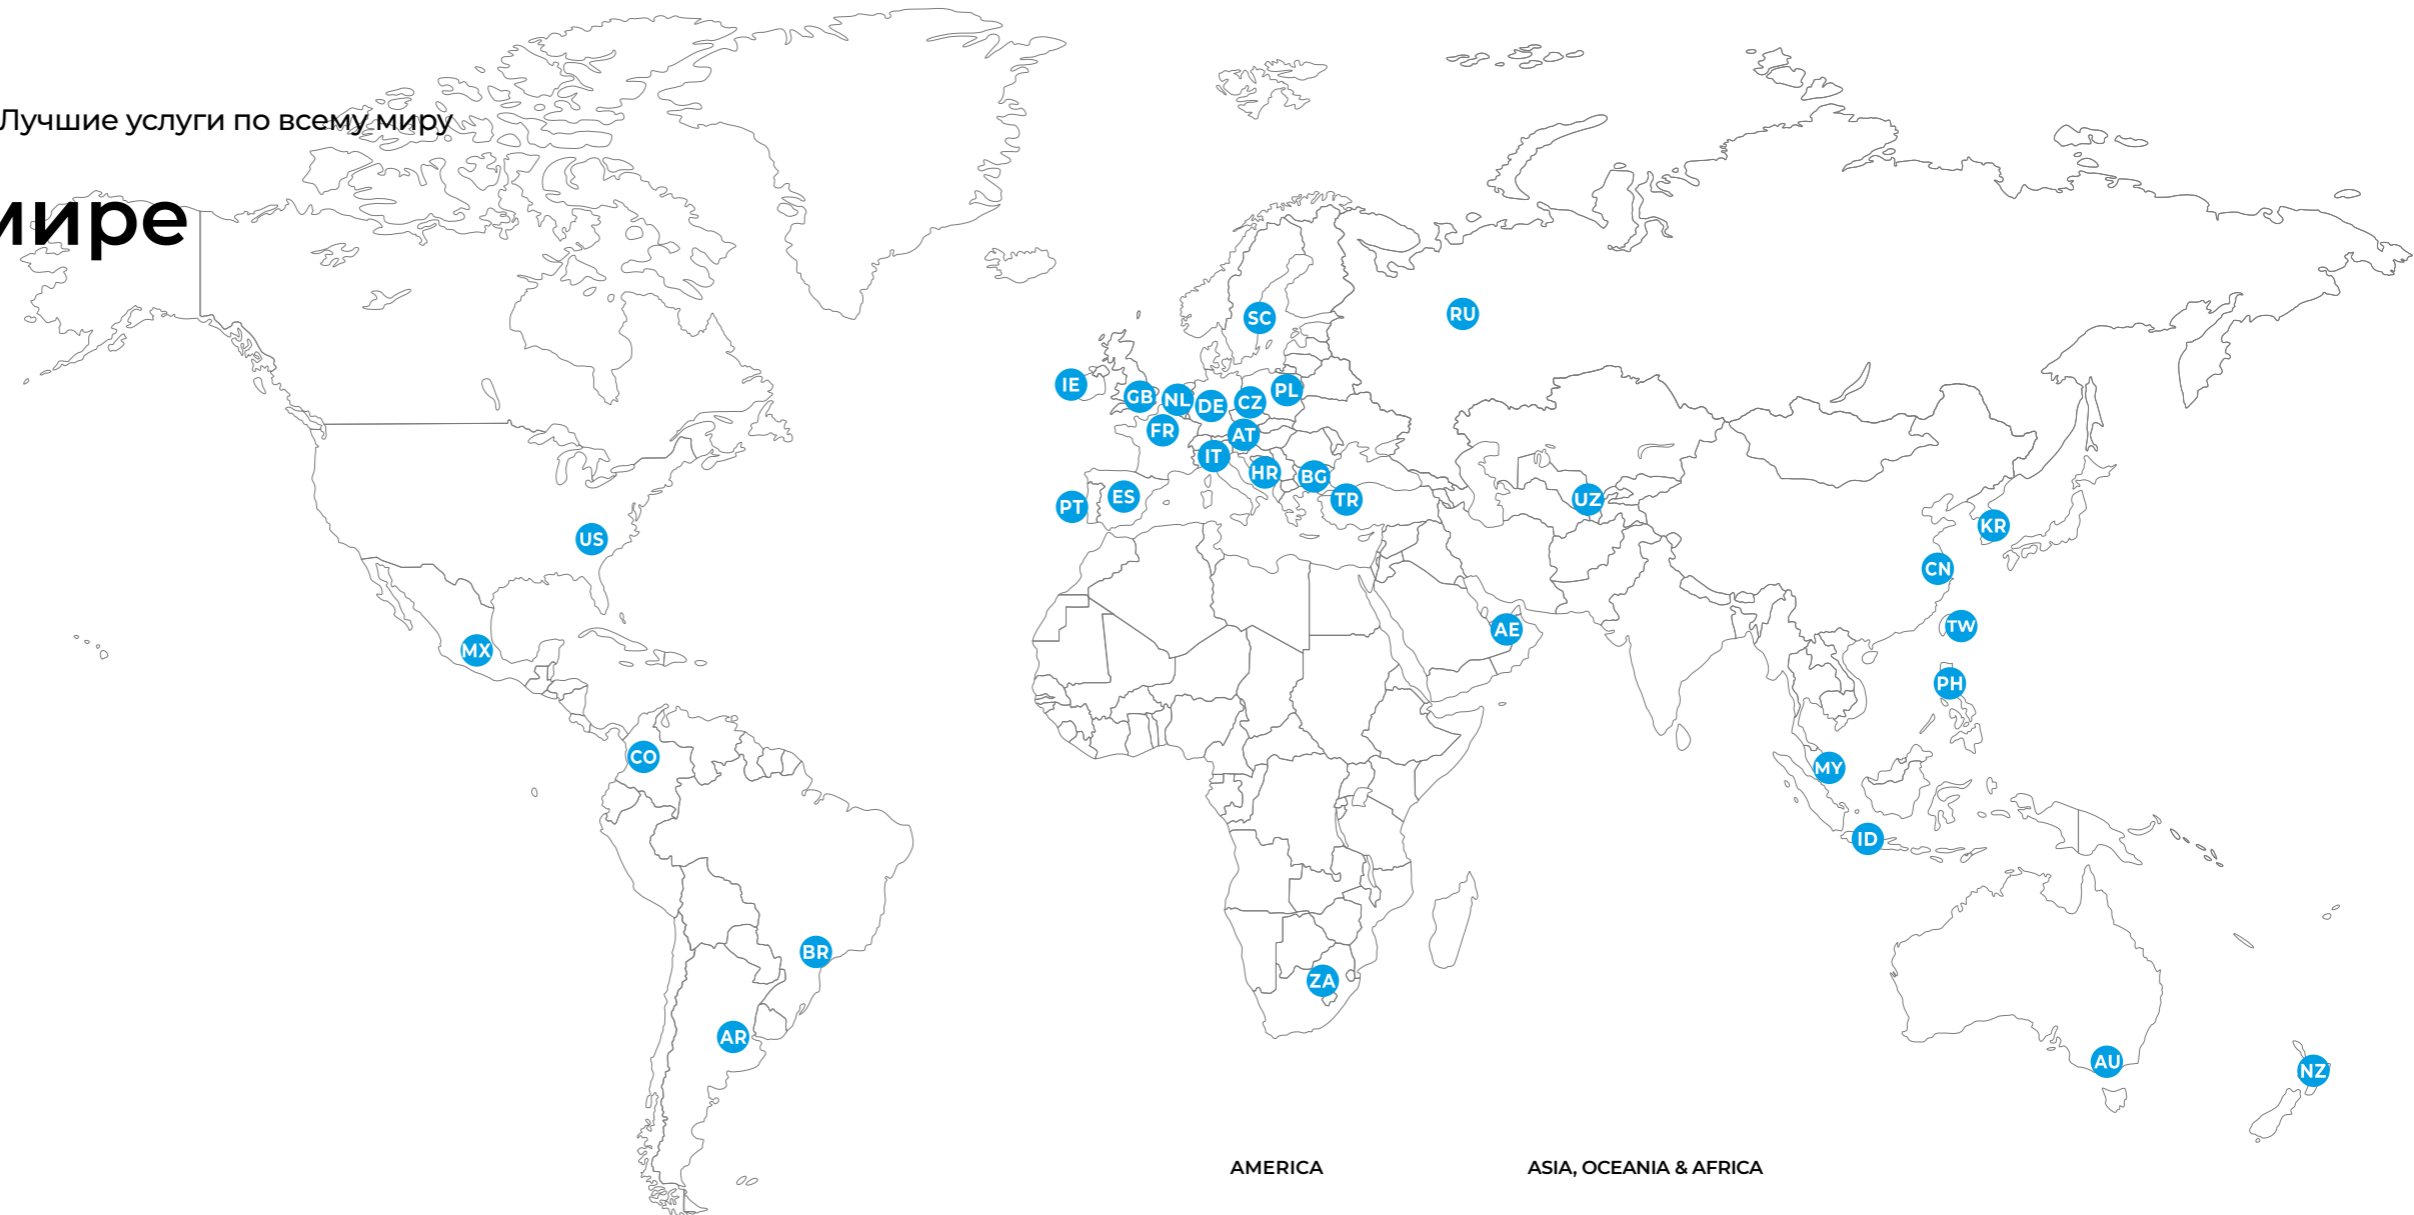 Лучшие услуги по всему миру
мире
SC
RU
IE
GB
NL
DE
CZ
PL
FR
AT
IT
HR
BG
PT
ES
TR
UZ
US
KR
CN
MX
AE
TW
PH
CO
MY
ID
BR
ZA
AR
AU
NZ
AMERICA
ASIA, OCEANIA & AFRICA